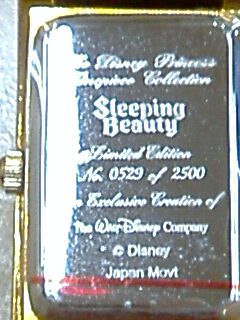 Disney Princess
Timepiece Collection
Sleeping
Beauty
Limited Edition
No. 0529 of 2500
Exclusive Creation of
The Walt Disney Company
© Disney
Japan Movt